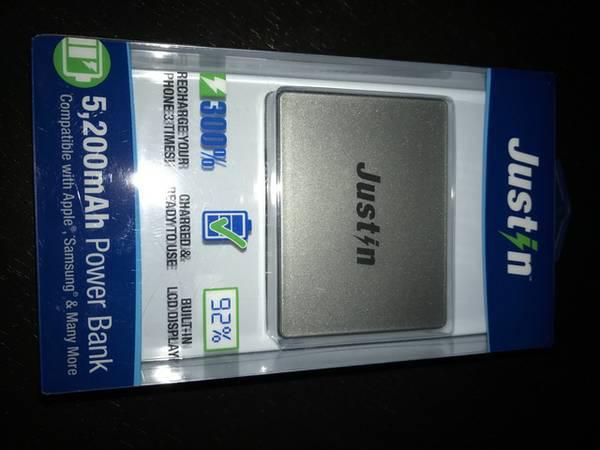 Justin™
Justin
300%
RECHARGE YOUR
PHONE 3 TIMES!
CHARGED &
READY TO USE
92%
BUILT-IN
LCD DISPLAY
5,200mAh Power Bank
Compatible with Apple®, Samsung® & Many More